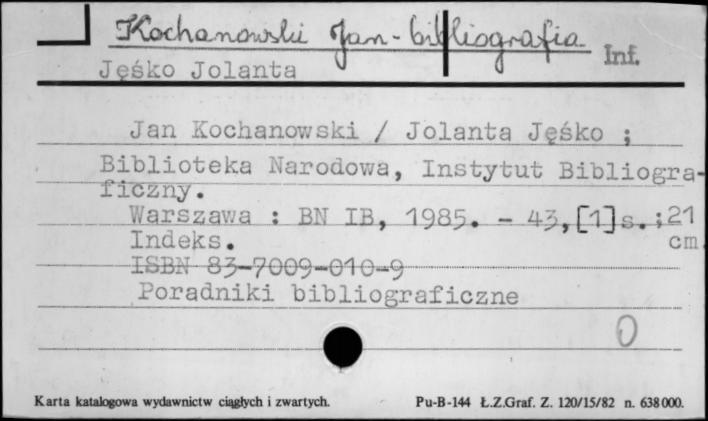 Kochanowski Jan - bibliografia
Inf.
Jęśko Jolanta
Jan Kochanowski / Jolanta Jęśko ;
Biblioteka Narodowa, Instytut Bibliogra-
ficzny.
Warszawa : BN IB, 1985. - 43,[1]s. ;21
cm.
Indeks.
ISBN 83-7009-010-9
Poradniki bibliograficzne
0
Karta katalogowa wydawnictw ciągłych i zwartych.
Pu-B-144 Ł.Z.Graf. Z. 120/15/82 n. 638000.